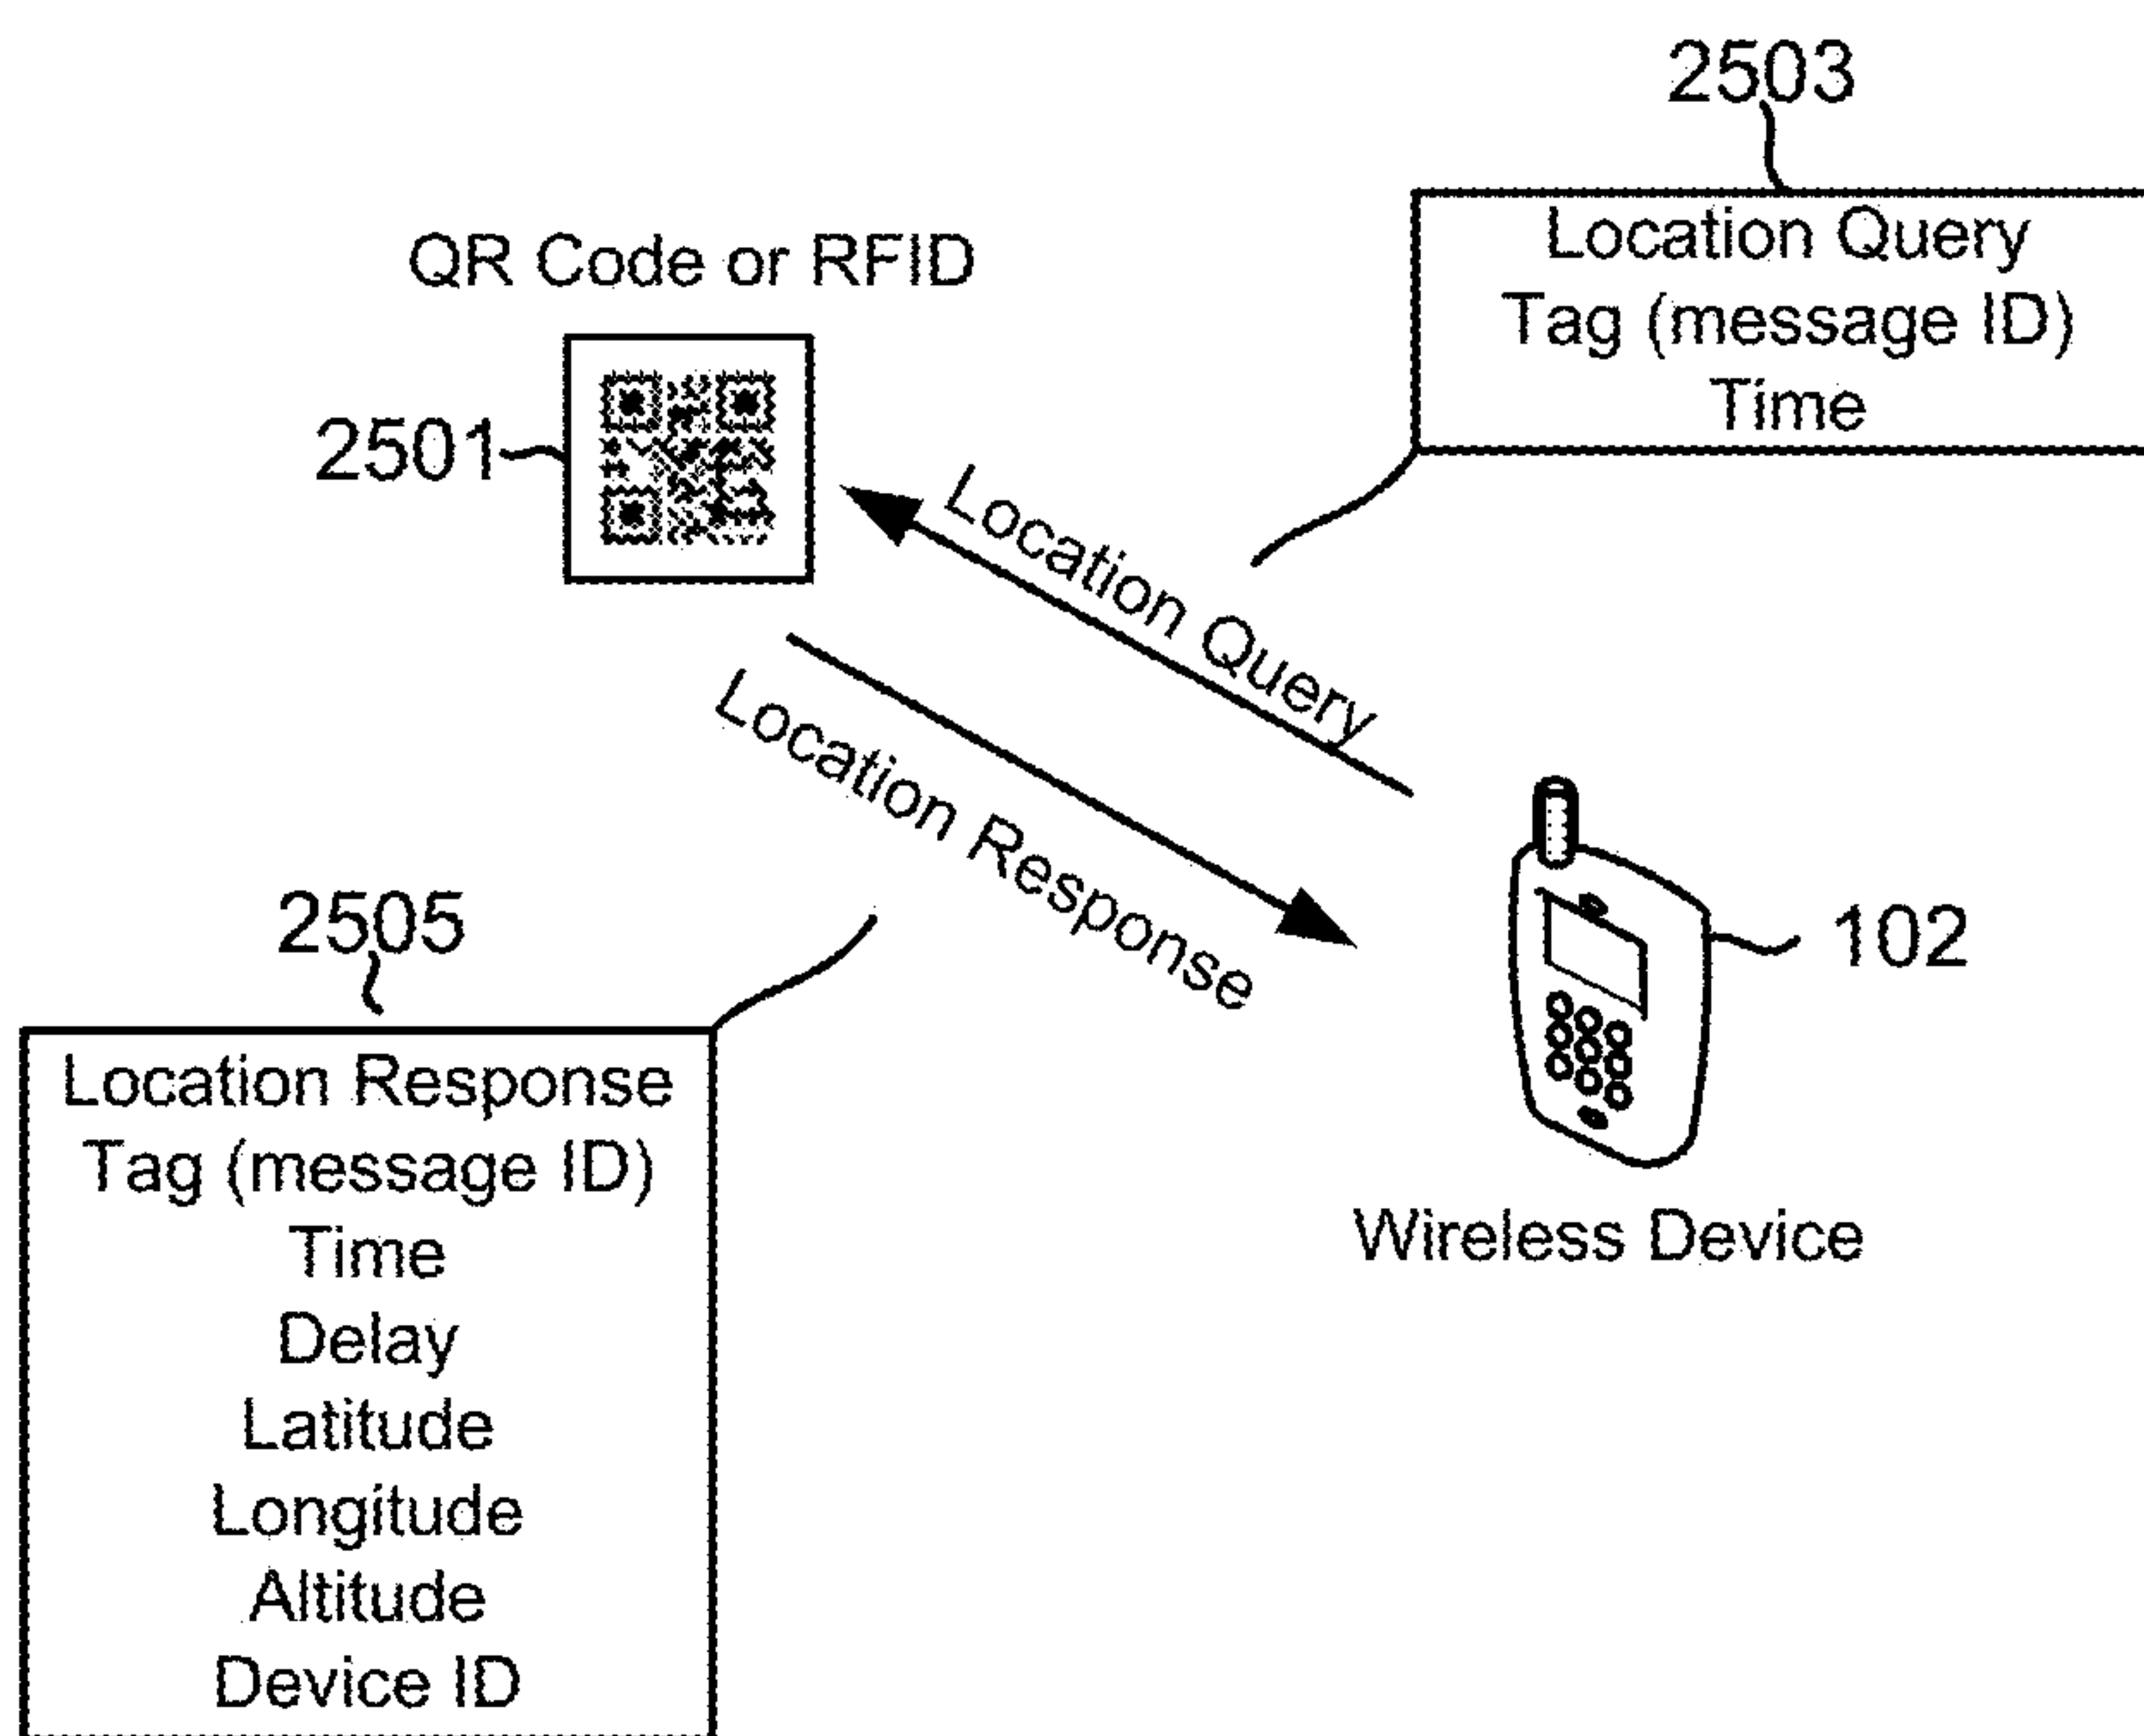 2503
Location Query
Tag (message ID)
Time
QR Code or RFID
2501
Location Query
Location Response
102
Wireless Device
2505
Location Response
Tag (message ID)
Time
Delay
Latitude
Longitude
Altitude
Device ID